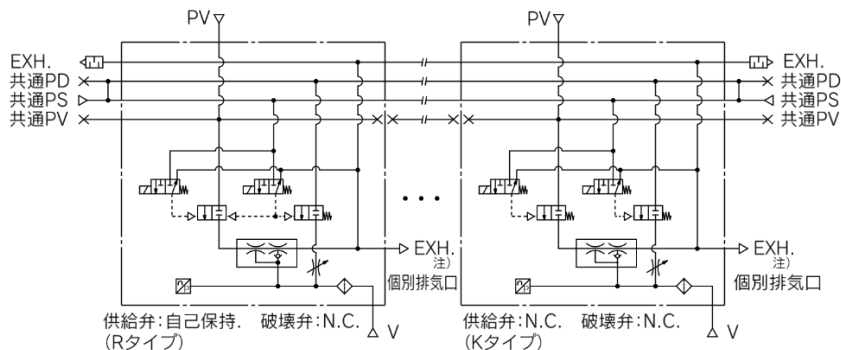 PV
PV
EXH.
共通PD
共通PS
共通PV
EXH.
共通PD
共通PS
共通PV
EXH.
注)
個別排気口
EXH.
注)
個別排気口
供給弁:自己保持. 破壊弁:N.C.
(Rタイプ)
V
供給弁:N.C. 破壊弁:N.C.
(Kタイプ)
V